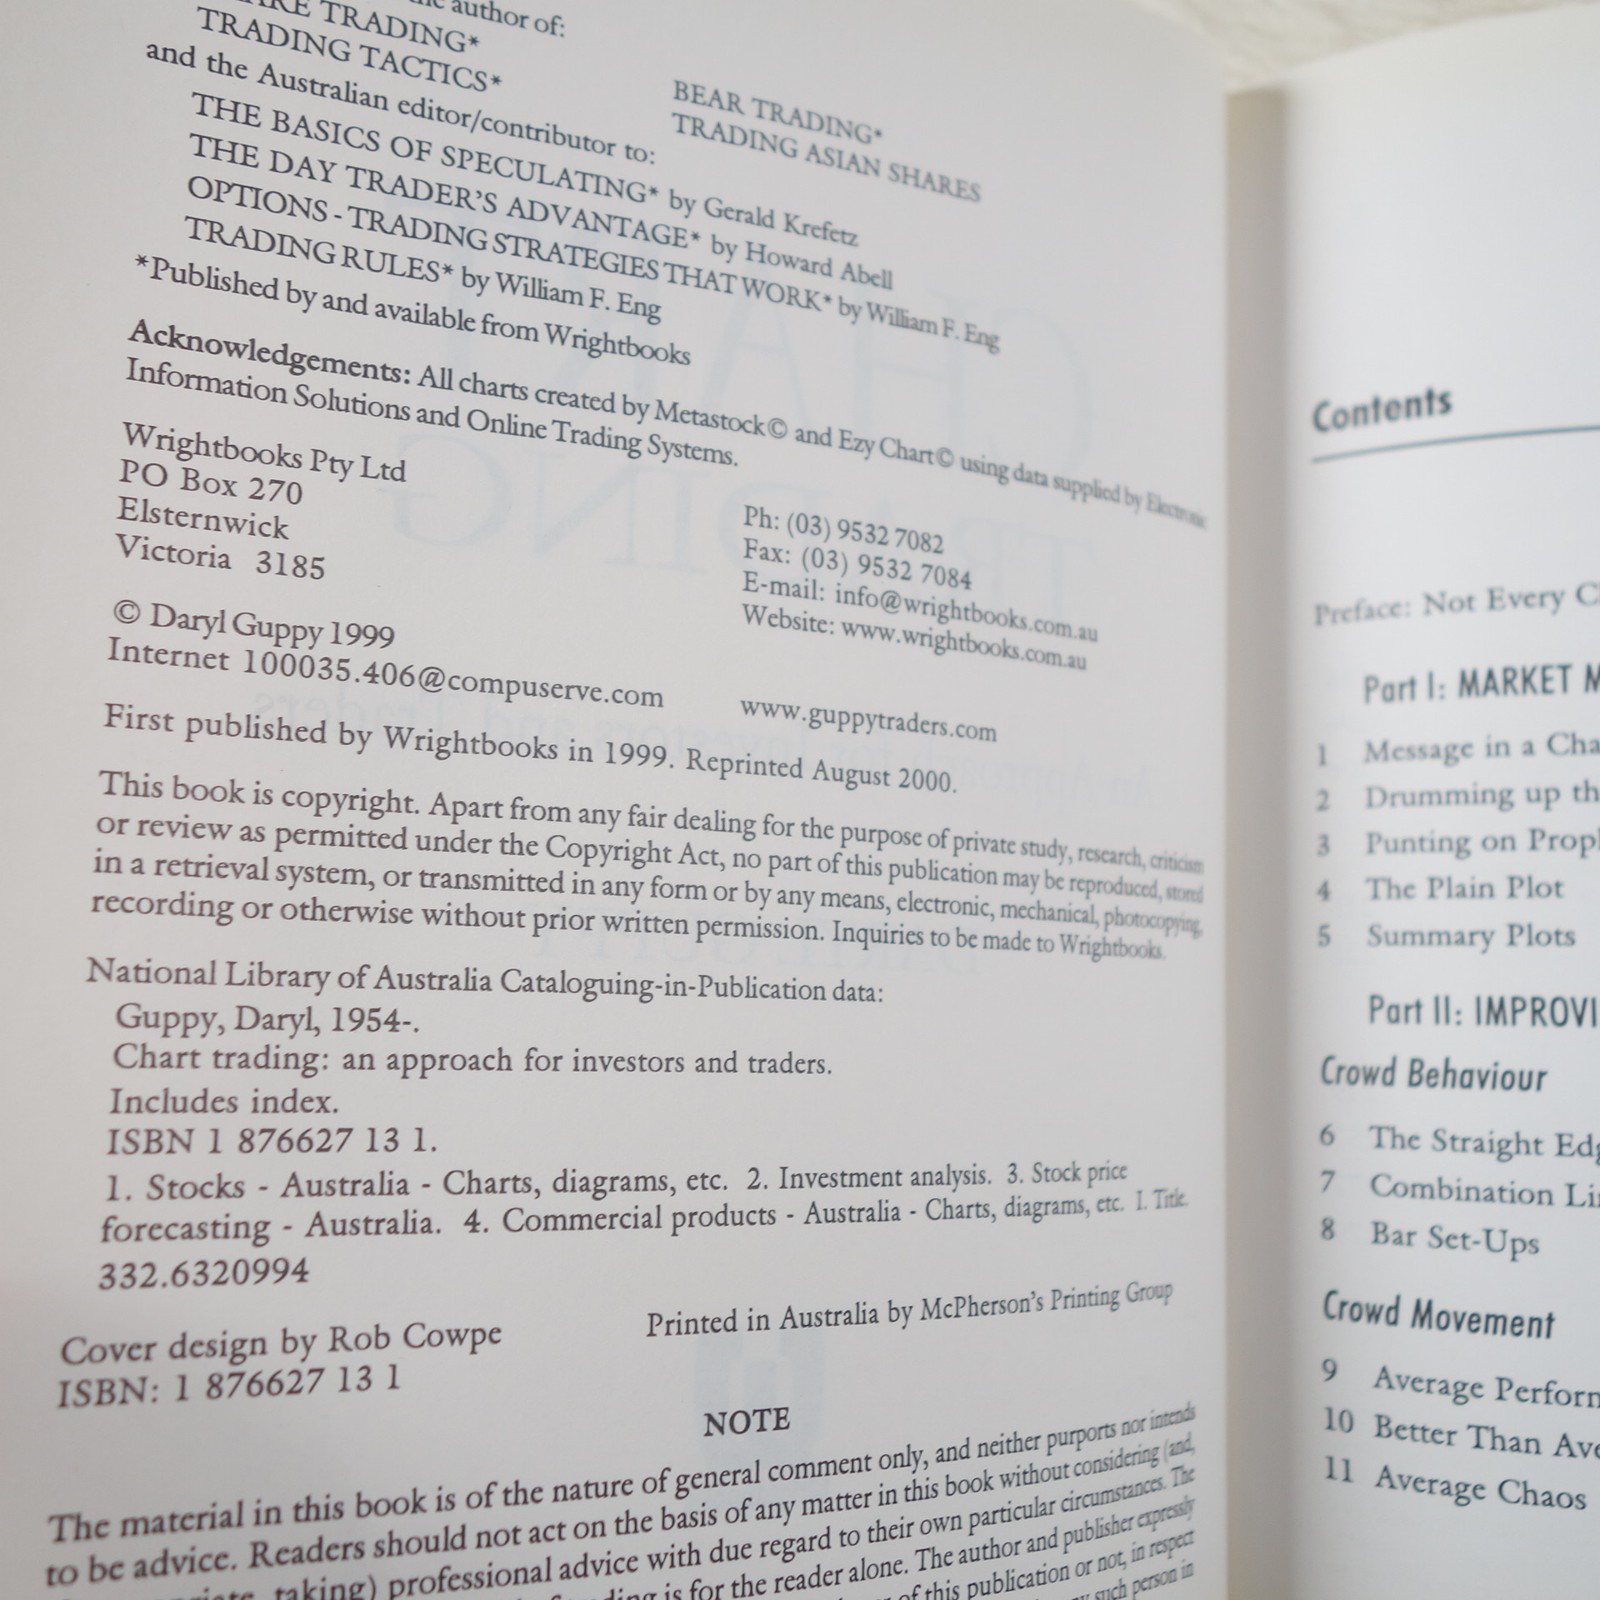 author of:
TRADING*
TRADING TACTICS*
BEAR TRADING*
TRADING ASIAN SHARES
and the Australian editor/contributor to:
THE BASICS OF SPECULATING* by Gerald Krefetz
THE DAY TRADER'S ADVANTAGE* by Howard Abell
OPTIONS - TRADING STRATEGIES THAT WORK* by William F. Eng
TRADING RULES* by William F. Eng
*Published by and available from Wrightbooks
Acknowledgements: All charts created by Metastock© and Ezy Chart© using data supplied by Electronic
Information Solutions and Online Trading Systems.
Wrightbooks Pty Ltd
PO Box 270
Elsternwick
Victoria 3185
Ph: (03) 9532 7082
Fax: (03) 9532 7084
E-mail: info@wrightbooks.com.au
Website: www.wrightbooks.com.au
© Daryl Guppy 1999
Internet 100035.406@compuserve.com www.guppytraders.com
First published by Wrightbooks in 1999. Reprinted August 2000.
This book is copyright. Apart from any fair dealing for the purpose of private study, research, criticism
or review as permitted under the Copyright Act, no part of this publication may be reproduced, stored
in a retrieval system, or transmitted in any form or by any means, electronic, mechanical, photocopying,
recording or otherwise without prior written permission. Inquiries to be made to Wrightbooks.
National Library of Australia Cataloguing-in-Publication data:
Guppy, Daryl, 1954-.
Chart trading: an approach for investors and traders.
Includes index.
ISBN 1 876627 13 1.
1. Stocks - Australia - Charts, diagrams, etc. 2. Investment analysis. 3. Stock price
forecasting - Australia. 4. Commercial products - Australia - Charts, diagrams, etc. I. Title.
332.6320994
Cover design by Rob Cowpe Printed in Australia by McPherson's Printing Group
ISBN: 1 876627 13 1
NOTE
The material in this book is of the nature of general comment only, and neither purports nor intends
to be advice. Readers should not act on the basis of any matter in this book without considering (and,
taking) professional advice with due regard to their own particular circumstances. The
is for the reader alone. The author and publisher expressly
of this publication or not, in respect
such person in
Contents
Preface: Not Every
Part I: MARKET
1 Message in a
2 Drumming up
3 Punting on
4 The Plain Plot
5 Summary Plots
Part II:
Crowd Behaviour
6 The Straight
7 Combination
8 Bar Set-Ups
Crowd Movement
9 Average
10 Better Than
11 Average Chaos